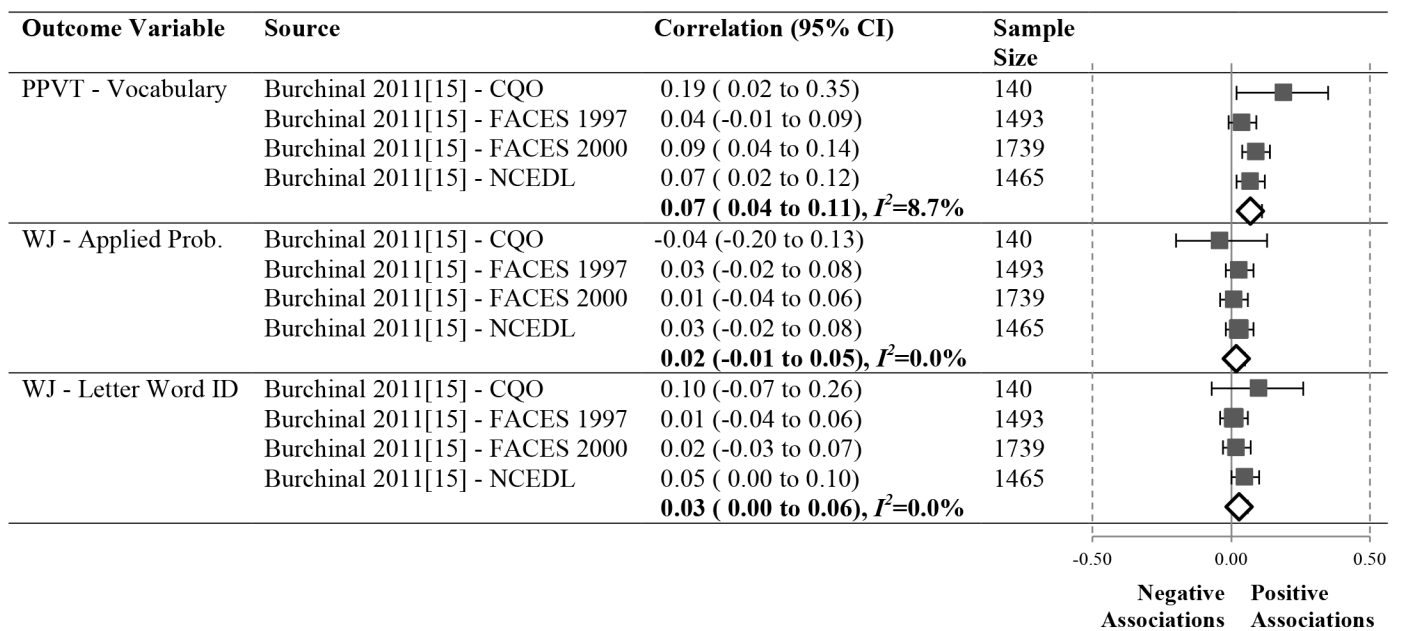 Outcome Variable Source Correlation (95% CI) Sample Size
PPVT - Vocabulary Burchinal 2011[15] - CQO 0.19 ( 0.02 to 0.35) 140
Burchinal 2011[15] - FACES 1997 0.04 (-0.01 to 0.09) 1493
Burchinal 2011[15] - FACES 2000 0.09 ( 0.04 to 0.14) 1739
Burchinal 2011[15] - NCEDL 0.07 ( 0.02 to 0.12) 1465
0.07 ( 0.04 to 0.11), I²=8.7%
WJ - Applied Prob. Burchinal 2011[15] - CQO -0.04 (-0.20 to 0.13) 140
Burchinal 2011[15] - FACES 1997 0.03 (-0.02 to 0.08) 1493
Burchinal 2011[15] - FACES 2000 0.01 (-0.04 to 0.06) 1739
Burchinal 2011[15] - NCEDL 0.03 (-0.02 to 0.08) 1465
0.02 (-0.01 to 0.05), I²=0.0%
WJ - Letter Word ID Burchinal 2011[15] - CQO 0.10 (-0.07 to 0.26) 140
Burchinal 2011[15] - FACES 1997 0.01 (-0.04 to 0.06) 1493
Burchinal 2011[15] - FACES 2000 0.02 (-0.03 to 0.07) 1739
Burchinal 2011[15] - NCEDL 0.05 ( 0.00 to 0.10) 1465
0.03 ( 0.00 to 0.06), I²=0.0%
-0.50 0.00 0.50
Negative Positive
Associations Associations